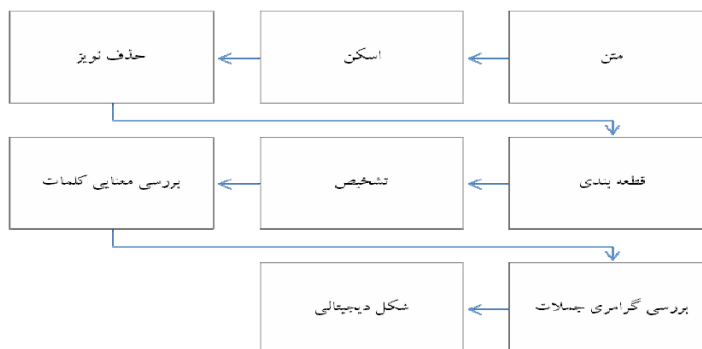 متن
اسکن
حذف نویز
قطعه بندی
تشخیص
بررسی معنایی کلمات
بررسی گرامری جملات
شکل دیجیتالی